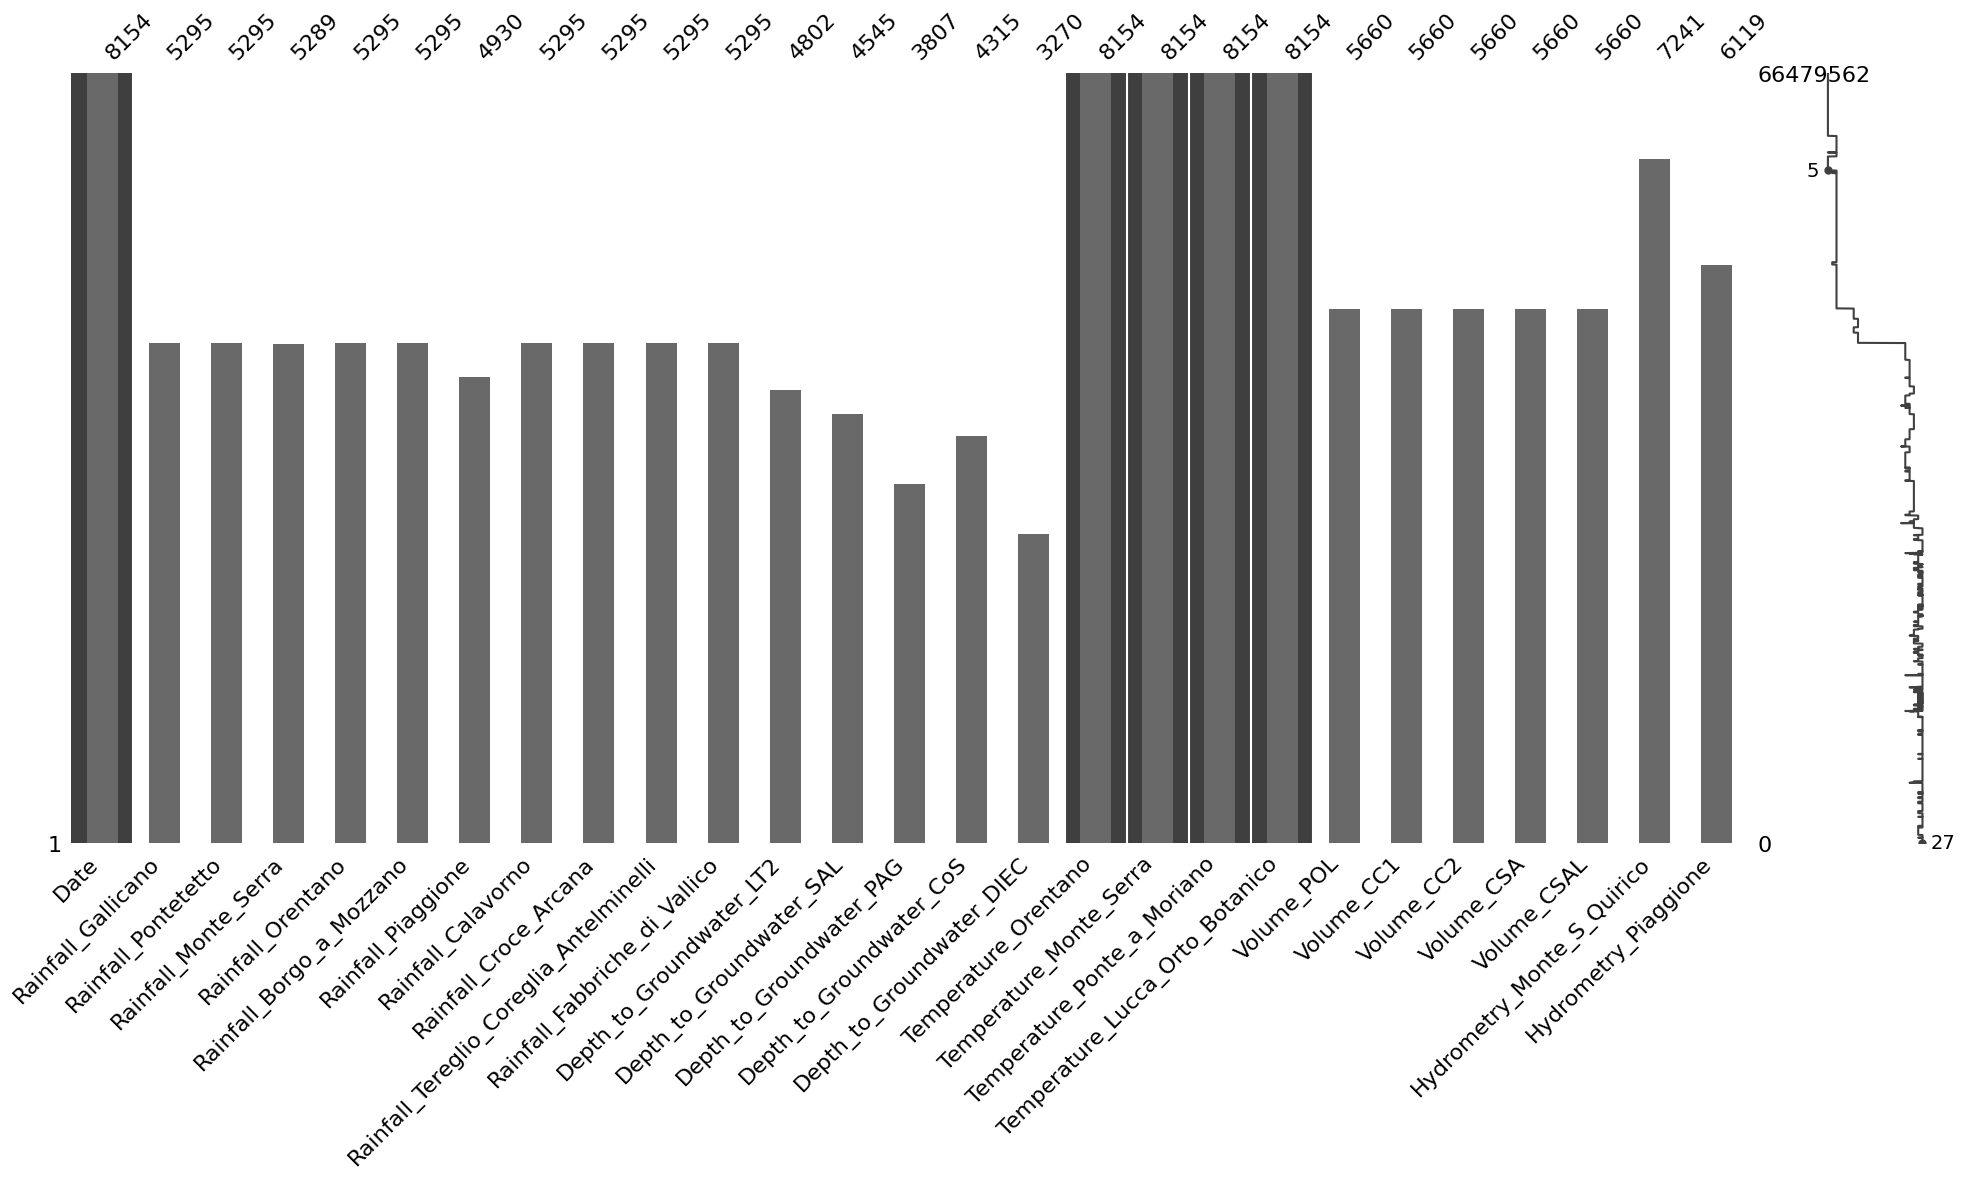 8154
5295
5295
5289
5295
5295
4930
5295
5295
5295
5295
4802
4545
3807
4315
3270
8154
8154
8154
8154
5660
5660
5660
5660
5660
7241
6119
66479562
5
1
0
27
Date
Rainfall_Gallicano
Rainfall_Pontetetto
Rainfall_Monte_Serra
Rainfall_Orentano
Rainfall_Borgo_a_Mozzano
Rainfall_Piaggione
Rainfall_Calavorno
Rainfall_Croce_Arcana
Rainfall_Tereglio_Coreglia_Antelminelli
Rainfall_Fabbriche_di_Vallico
Depth_to_Groundwater_LT2
Depth_to_Groundwater_SAL
Depth_to_Groundwater_PAG
Depth_to_Groundwater_CoS
Depth_to_Groundwater_DIEC
Temperature_Orentano
Temperature_Monte_Serra
Temperature_Ponte_a_Moriano
Temperature_Lucca_Orto_Botanico
Volume_POL
Volume_CC1
Volume_CC2
Volume_CSA
Volume_CSAL
Hydrometry_Monte_S_Quirico
Hydrometry_Piaggione